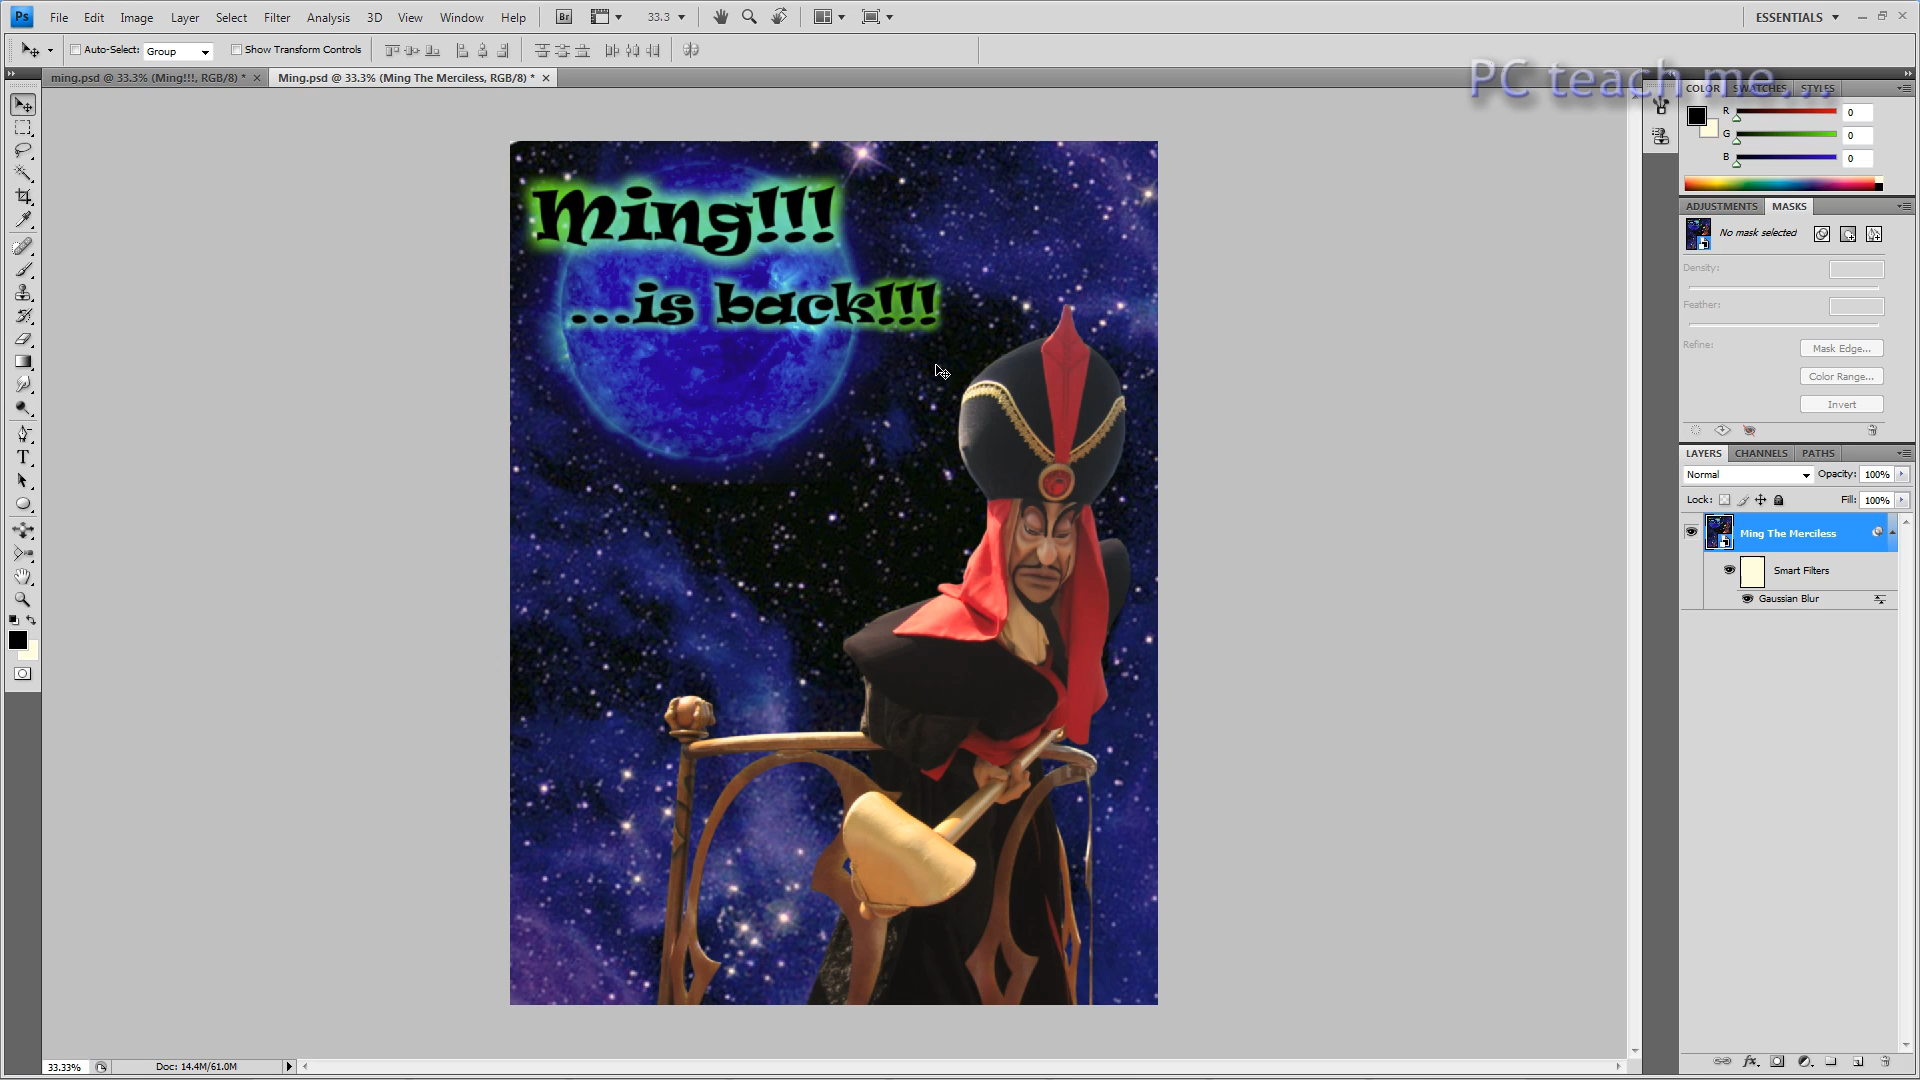 Ps File Edit Image Layer Select Filter Analysis 3D View Window Help Br 33.3 ESSENTIALS
Auto-Select: Group Show Transform Controls
ming.psd @ 33.3% (Ming!!!, RGB/8) * Ming.psd @ 33.3% (Ming The Merciless, RGB/8) *
PC teach me...
COLOR SWATCHES STYLES
R 0
G 0
B 0
ADJUSTMENTS MASKS
No mask selected
Density:
Feather:
Refine: Mask Edge...
Color Range...
Invert
LAYERS CHANNELS PATHS
Normal Opacity: 100%
Lock: Fill: 100%
Ming The Merciless
Smart Filters
Gaussian Blur
Ming!!!
...is back!!!
T
33.33% Doc: 14.4M/61.0M
fx